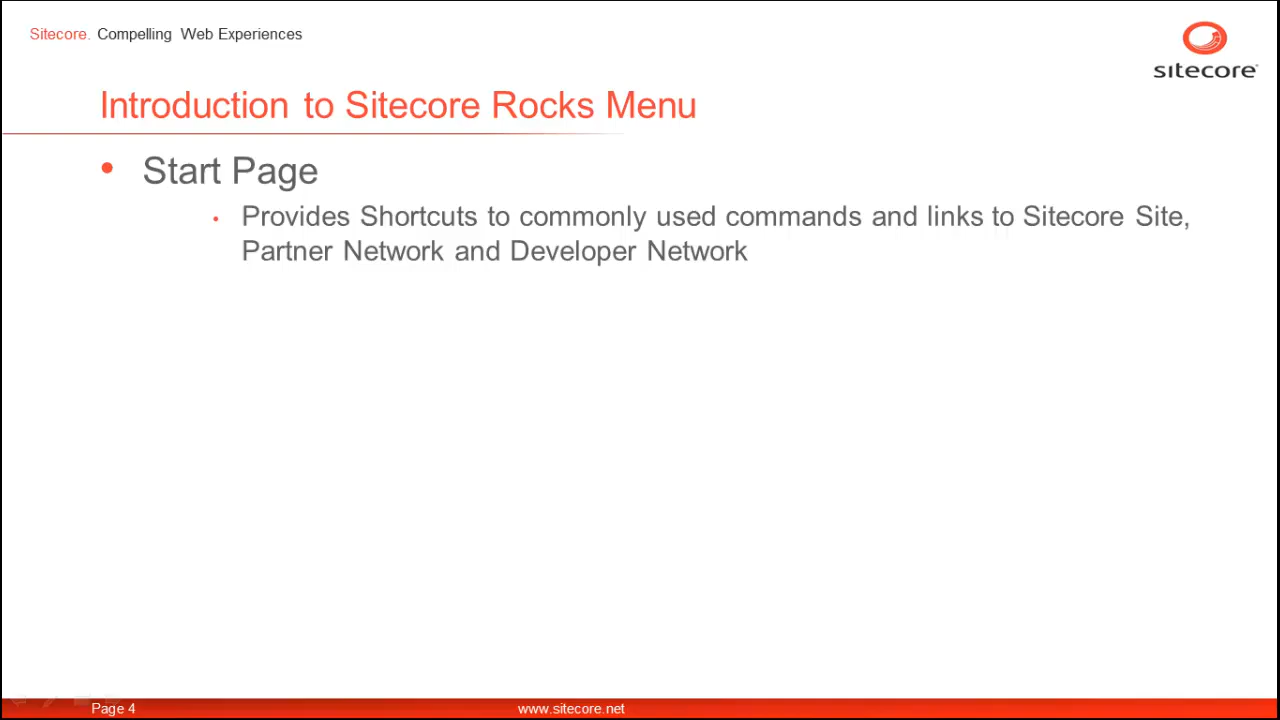 Sitecore. Compelling Web Experiences
sitecore
Introduction to Sitecore Rocks Menu
• Start Page
• Provides Shortcuts to commonly used commands and links to Sitecore Site,
Partner Network and Developer Network
Page 4
www.sitecore.net